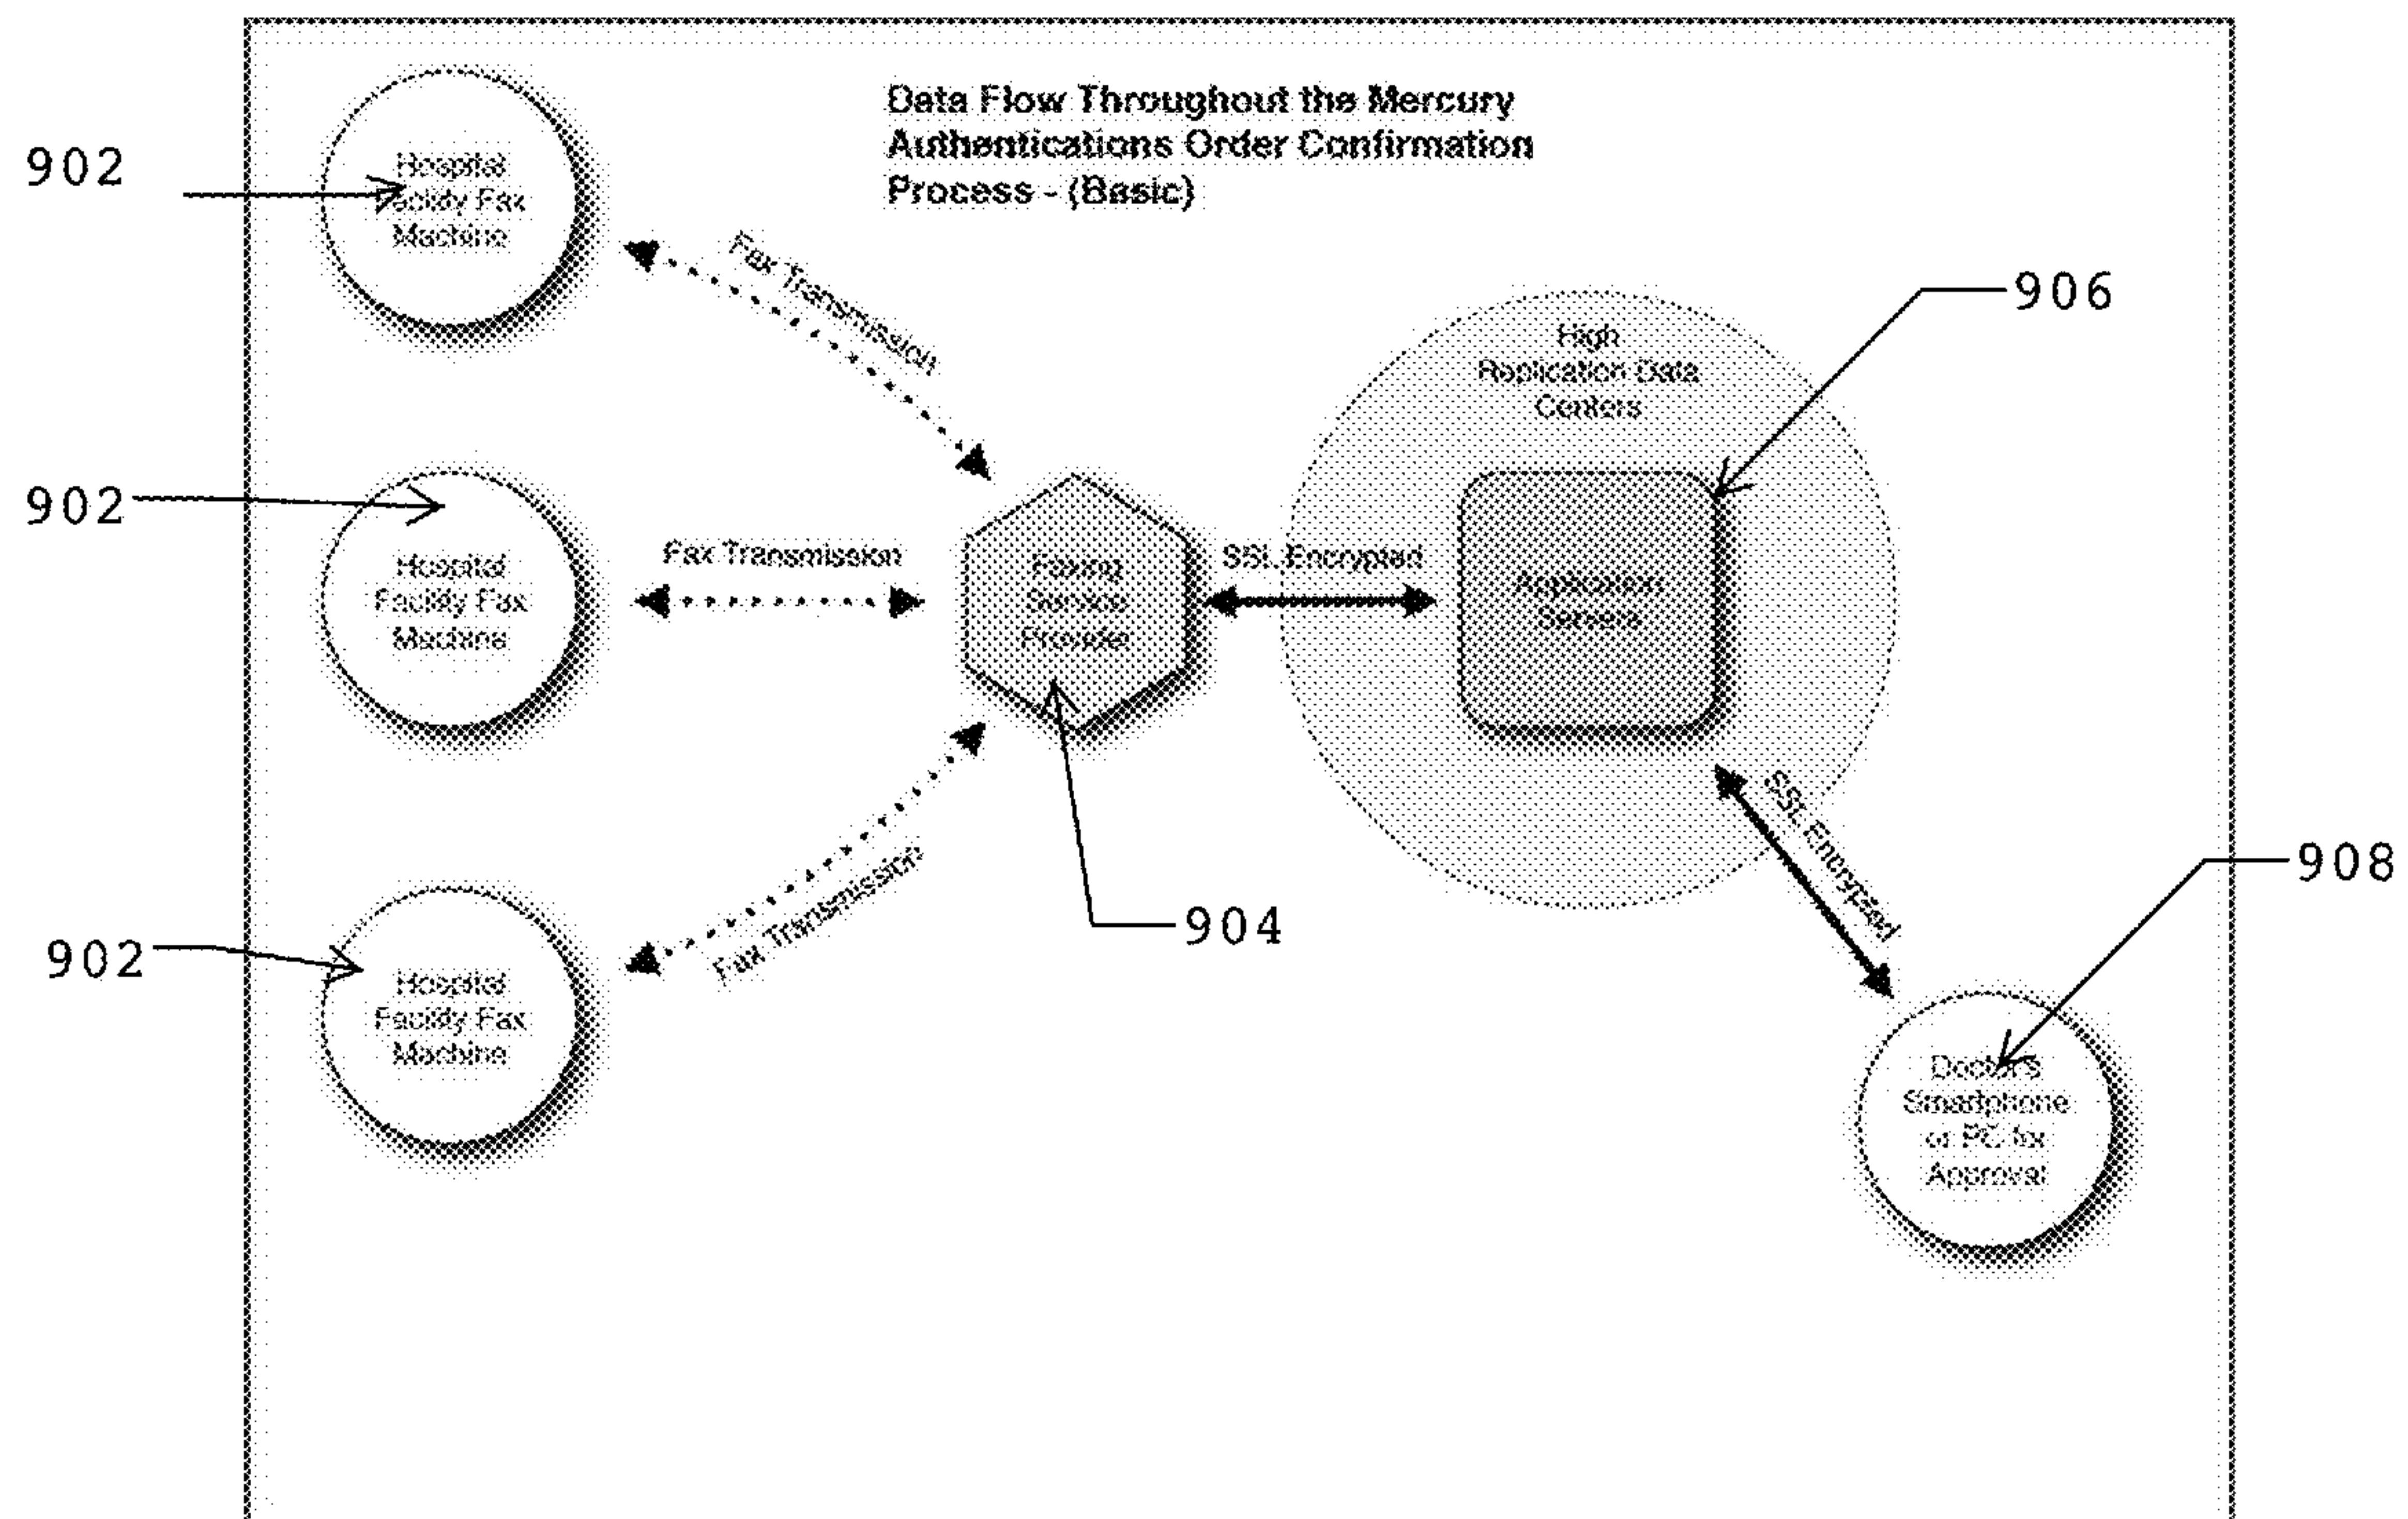 Data Flow Throughout the Mercury
Authentications Order Confirmation
Process - (Basic)
902
Hospital
Facility Fax
Machine
Fax Transmission
906
High
Replication Data
Centers
902
Hospital
Facility Fax
Machine
Fax Transmission
Faxing
Service
Provider
SSL Encrypted
Application
Servers
SSL Encrypted
908
904
Fax Transmission
902
Hospital
Facility Fax
Machine
Doctor's
Smartphone
or PC for
Approval